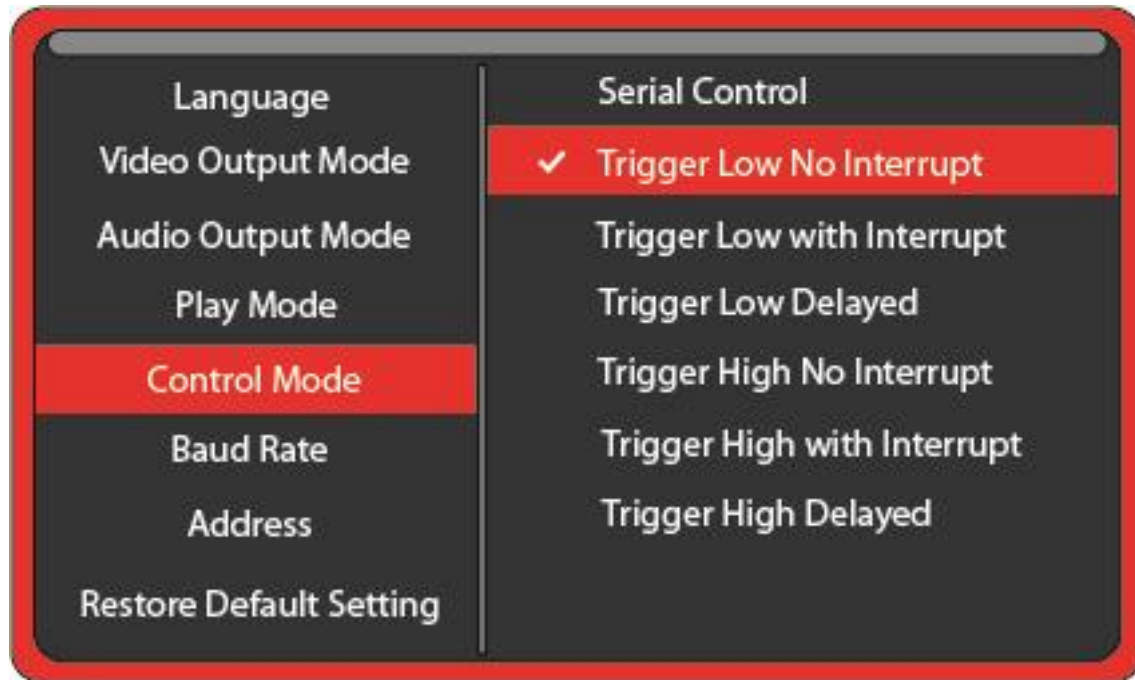 Language
Video Output Mode
Audio Output Mode
Play Mode
Control Mode
Baud Rate
Address
Restore Default Setting
Serial Control
Trigger Low No Interrupt
Trigger Low with Interrupt
Trigger Low Delayed
Trigger High No Interrupt
Trigger High with Interrupt
Trigger High Delayed